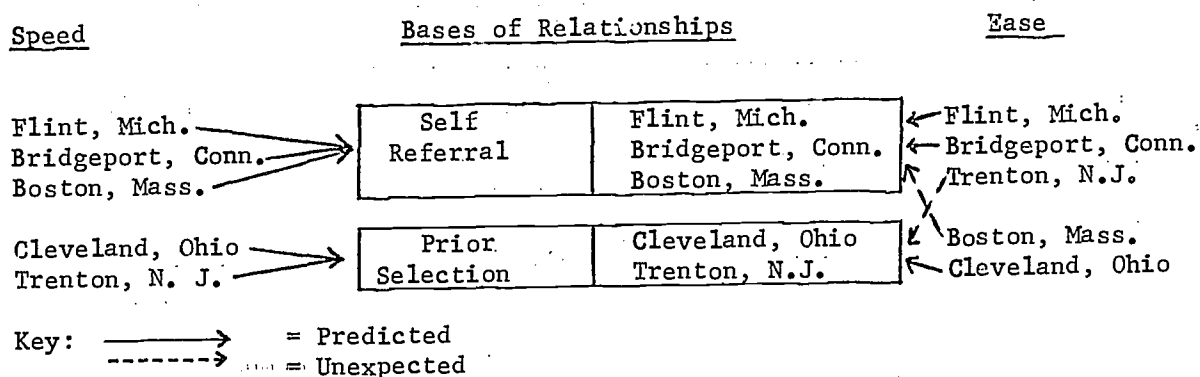 Speed Bases of Relationships Ease
Flint, Mich. Self Flint, Mich. Flint, Mich.
Bridgeport, Conn. Referral Bridgeport, Conn. Bridgeport, Conn.
Boston, Mass. Boston, Mass. Trenton, N.J.
Cleveland, Ohio Prior Cleveland, Ohio Boston, Mass.
Trenton, N. J. Selection Trenton, N.J. Cleveland, Ohio
Key: = Predicted
= Unexpected